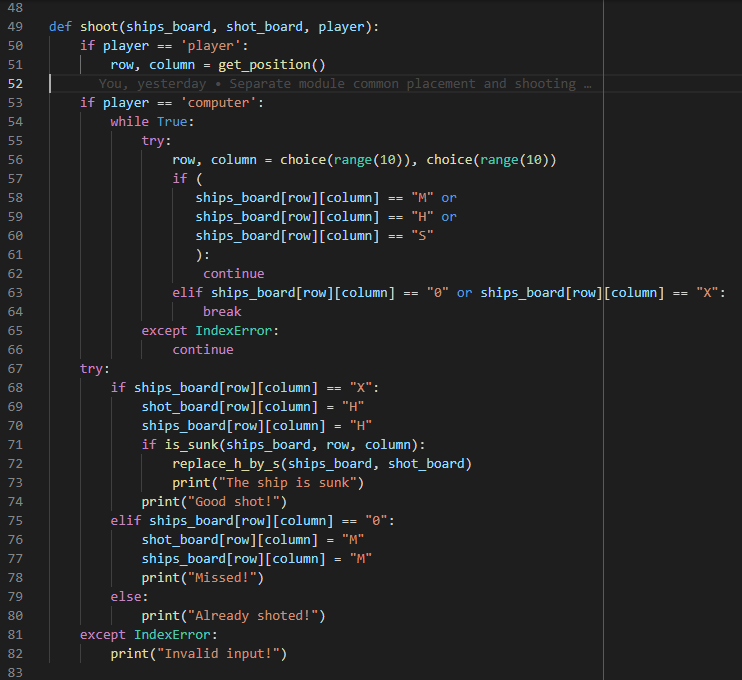 48
49 def shoot(ships_board, shot_board, player):
50     if player == 'player':
51         row, column = get_position()
52     You, yesterday • Separate module common placement and shooting …
53     if player == 'computer':
54         while True:
55             try:
56                 row, column = choice(range(10)), choice(range(10))
57                 if (
58                    ships_board[row][column] == "M" or
59                    ships_board[row][column] == "H" or
60                    ships_board[row][column] == "S"
61                    ):
62                     continue
63                 elif ships_board[row][column] == "0" or ships_board[row][column] == "X":
64                     break
65             except IndexError:
66                 continue
67     try:
68         if ships_board[row][column] == "X":
69             shot_board[row][column] = "H"
70             ships_board[row][column] = "H"
71             if is_sunk(ships_board, row, column):
72                 replace_h_by_s(ships_board, shot_board)
73                 print("The ship is sunk")
74             print("Good shot!")
75         elif ships_board[row][column] == "0":
76             shot_board[row][column] = "M"
77             ships_board[row][column] = "M"
78             print("Missed!")
79         else:
80             print("Already shoted!")
81     except IndexError:
82         print("Invalid input!")
83